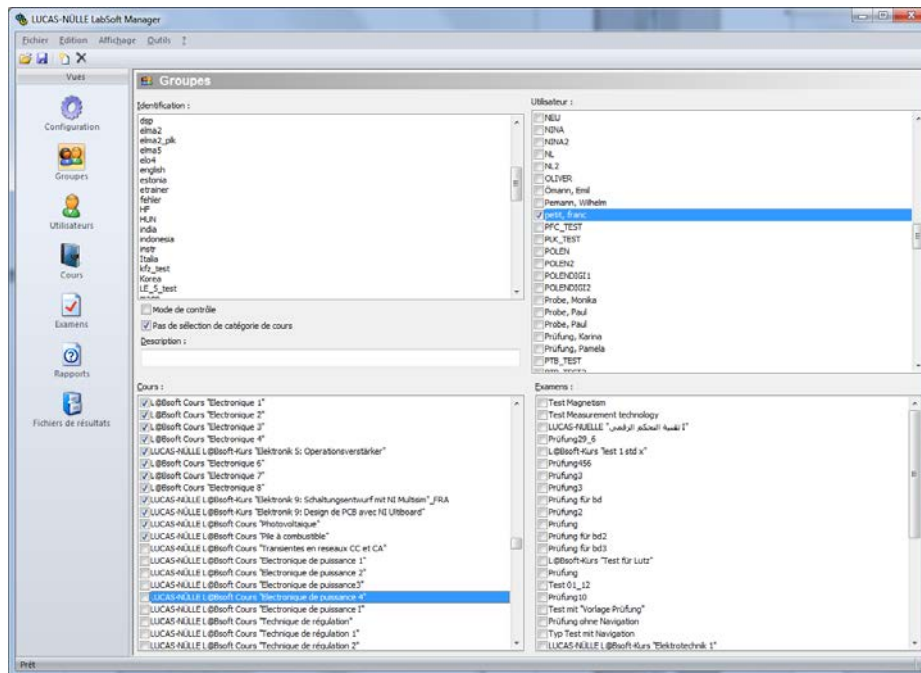 LUCAS-NÜLLE LabSoft Manager
Fichier Edition Affichage Outils ?
Vues
Configuration
Groupes
Utilisateurs
Cours
Examens
Rapports
Fichiers de résultats
Groupes
Identification :
dsp
elma2
elma2_plk
elma5
elo4
english
estonia
etrainer
fehler
HF
HUN
india
indonesia
instr
Italia
kfz_test
Korea
LE_5_test
Mode de contrôle
Pas de sélection de catégorie de cours
Description :
Utilisateur :
NEU
NINA
NINA2
NL
NL2
OLIVER
Ömann, Emil
Pemann, Wilhelm
petit, franc
PFC_TEST
PLK_TEST
POLEN
POLEN2
POLENDIGI1
POLENDIGI2
Probe, Monika
Probe, Paul
Probe, Paul
Prüfung, Karina
Prüfung, Pamela
PTB_TEST
Cours :
L@Bsoft Cours "Electronique 1"
L@Bsoft Cours "Electronique 2"
L@Bsoft Cours "Electronique 3"
L@Bsoft Cours "Electronique 4"
LUCAS-NÜLLE L@Bsoft-Kurs "Elektronik 5: Operationsverstärker"
L@Bsoft Cours "Electronique 6"
L@Bsoft Cours "Electronique 7"
L@Bsoft Cours "Electronique 8"
LUCAS-NÜLLE L@Bsoft-Kurs "Elektronik 9: Schaltungsentwurf mit NI Multisim"_FRA
LUCAS-NÜLLE L@Bsoft-Kurs "Elektronik 9: Design de PCB avec NI Ultiboard"
LUCAS-NÜLLE L@Bsoft Cours "Photovoltaique"
LUCAS-NÜLLE L@Bsoft Cours "Pile à combustible"
LUCAS-NÜLLE L@Bsoft Cours "Transientes en reseaux CC et CA"
LUCAS-NÜLLE L@Bsoft Cours "Electronique de puissance 1"
LUCAS-NÜLLE L@Bsoft Cours "Electronique de puissance 2"
LUCAS-NÜLLE L@Bsoft Cours "Electronique de puissance3"
LUCAS-NÜLLE L@Bsoft Cours "Electronique de puissance 4"
LUCAS-NÜLLE L@Bsoft Cours "Electronique de puissance I"
LUCAS-NÜLLE L@Bsoft Cours "Technique de régulation"
LUCAS-NÜLLE L@Bsoft Cours "Technique de régulation 1"
LUCAS-NÜLLE L@Bsoft Cours "Technique de régulation 2"
Examens :
Test Magnetism
Test Measurement technology
LUCAS-NUELLE "تقنية التحكم الرقمي I"
Prüfung29_6
L@Bsoft-Kurs "Test 1 std x"
Prüfung456
Prüfung3
Prüfung3
Prüfung für bd
Prüfung2
Prüfung
Prüfung für bd2
Prüfung für bd3
L@Bsoft-Kurs "Test für Lutz"
Prüfung
Test 01_12
Prüfung10
Test mit "Vorlage Prüfung"
Prüfung ohne Navigation
Typ Test mit Navigation
LUCAS-NÜLLE L@Bsoft-Kurs "Elektrotechnik 1"
Prêt